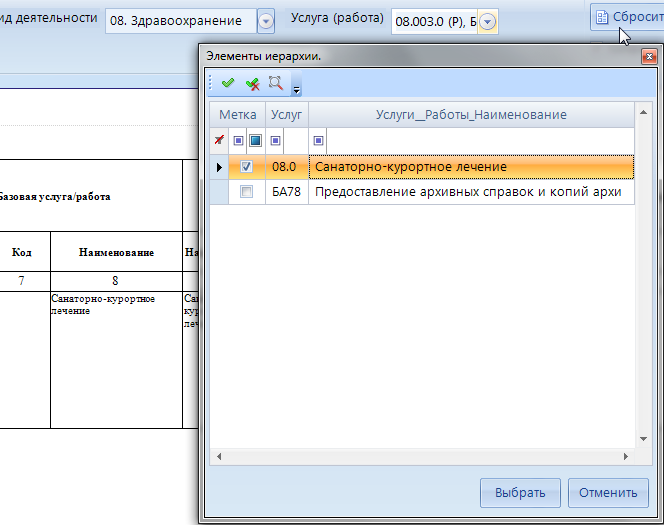 ид деятельности 08. Здравоохранение Услуга (работа) 08.003.0 (Р), Б Сбросит
Элементы иерархии.
Метка Услуг Услуги__Работы_Наименование
08.0 Санаторно-курортное лечение
БА78 Предоставление архивных справок и копий архи
Базовая услуга/работа
Код Наименование На
7 8
Санаторно-курортное
лечение
Сан
кур
леч
Выбрать Отменить